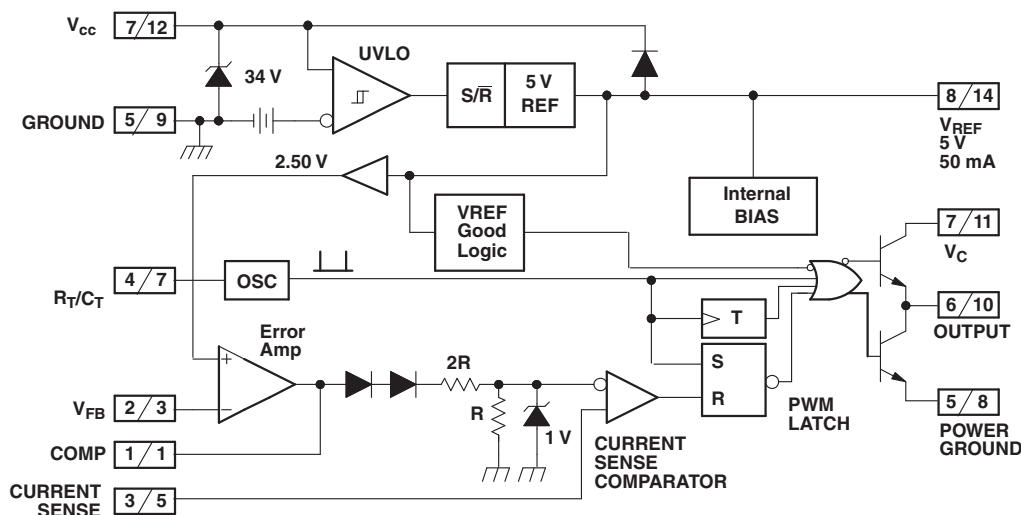 Vcc 7/12
UVLO
34 V
S/R̅
5 V
REF
8/14
GROUND 5/9
VREF
5 V
50 mA
2.50 V
Internal
BIAS
VREF
Good
Logic
7/11
VC
4/7
RT/CT
OSC
T
6/10
OUTPUT
Error
Amp
+
2R
S
R
VFB 2/3
−
R
1 V
PWM
LATCH
5/8
POWER
GROUND
COMP 1/1
CURRENT
SENSE
COMPARATOR
CURRENT
SENSE
3/5